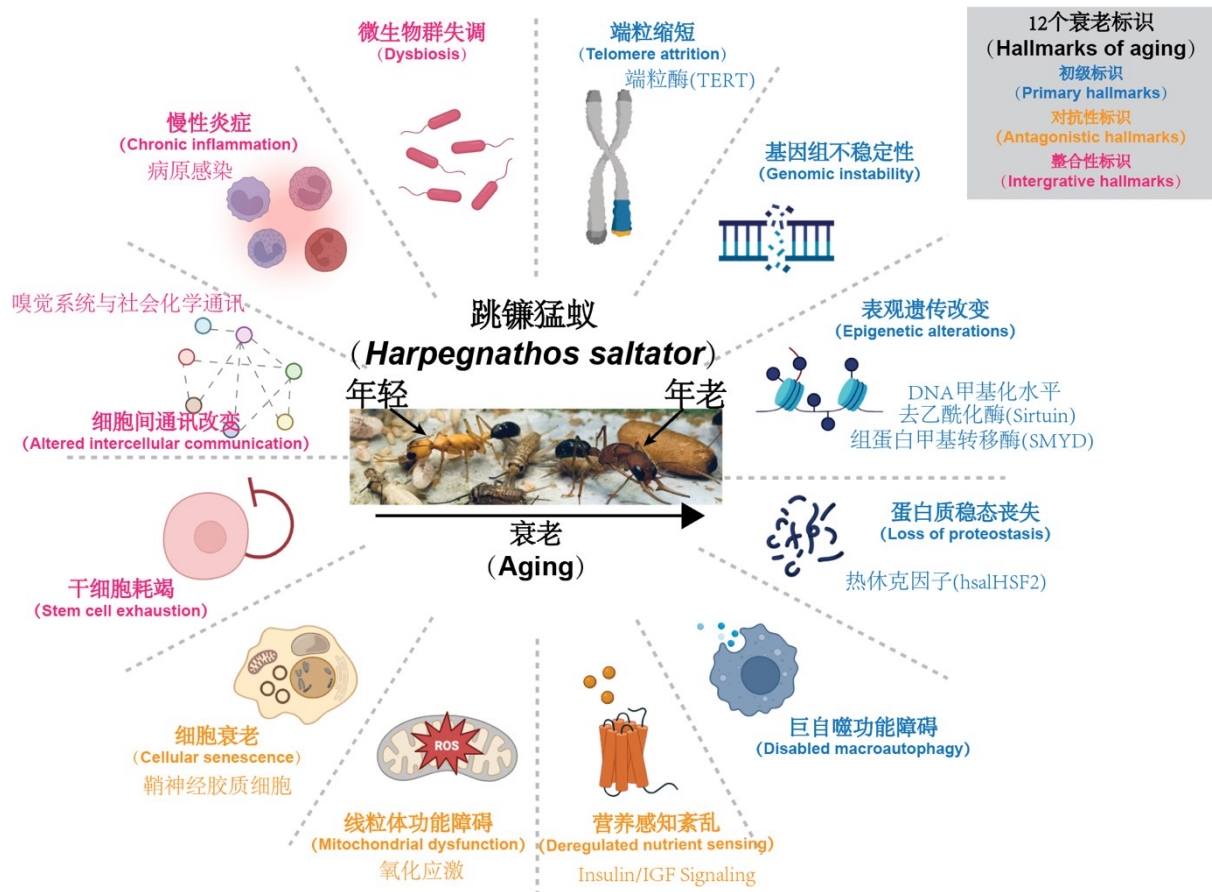 微生物群失调
(Dysbiosis)
端粒缩短
(Telomere attrition)
端粒酶(TERT)
12个衰老标识
(Hallmarks of aging)
初级标识
(Primary hallmarks)
对抗性标识
(Antagonistic hallmarks)
整合性标识
(Intergrative hallmarks)
慢性炎症
(Chronic inflammation)
病原感染
基因组不稳定性
(Genomic instability)
嗅觉系统与社会化学通讯
细胞间通讯改变
(Altered intercellular communication)
跳镰猛蚁
(Harpegnathos saltator)
年轻
年老
衰老
(Aging)
表观遗传改变
(Epigenetic alterations)
DNA甲基化水平
去乙酰化酶(Sirtuin)
组蛋白甲基转移酶(SMYD)
蛋白质稳态丧失
(Loss of proteostasis)
热休克因子(hsalHSF2)
干细胞耗竭
(Stem cell exhaustion)
细胞衰老
(Cellular senescence)
鞘神经胶质细胞
ROS
线粒体功能障碍
(Mitochondrial dysfunction)
氧化应激
营养感知紊乱
(Deregulated nutrient sensing)
Insulin/IGF Signaling
巨自噬功能障碍
(Disabled macroautophagy)